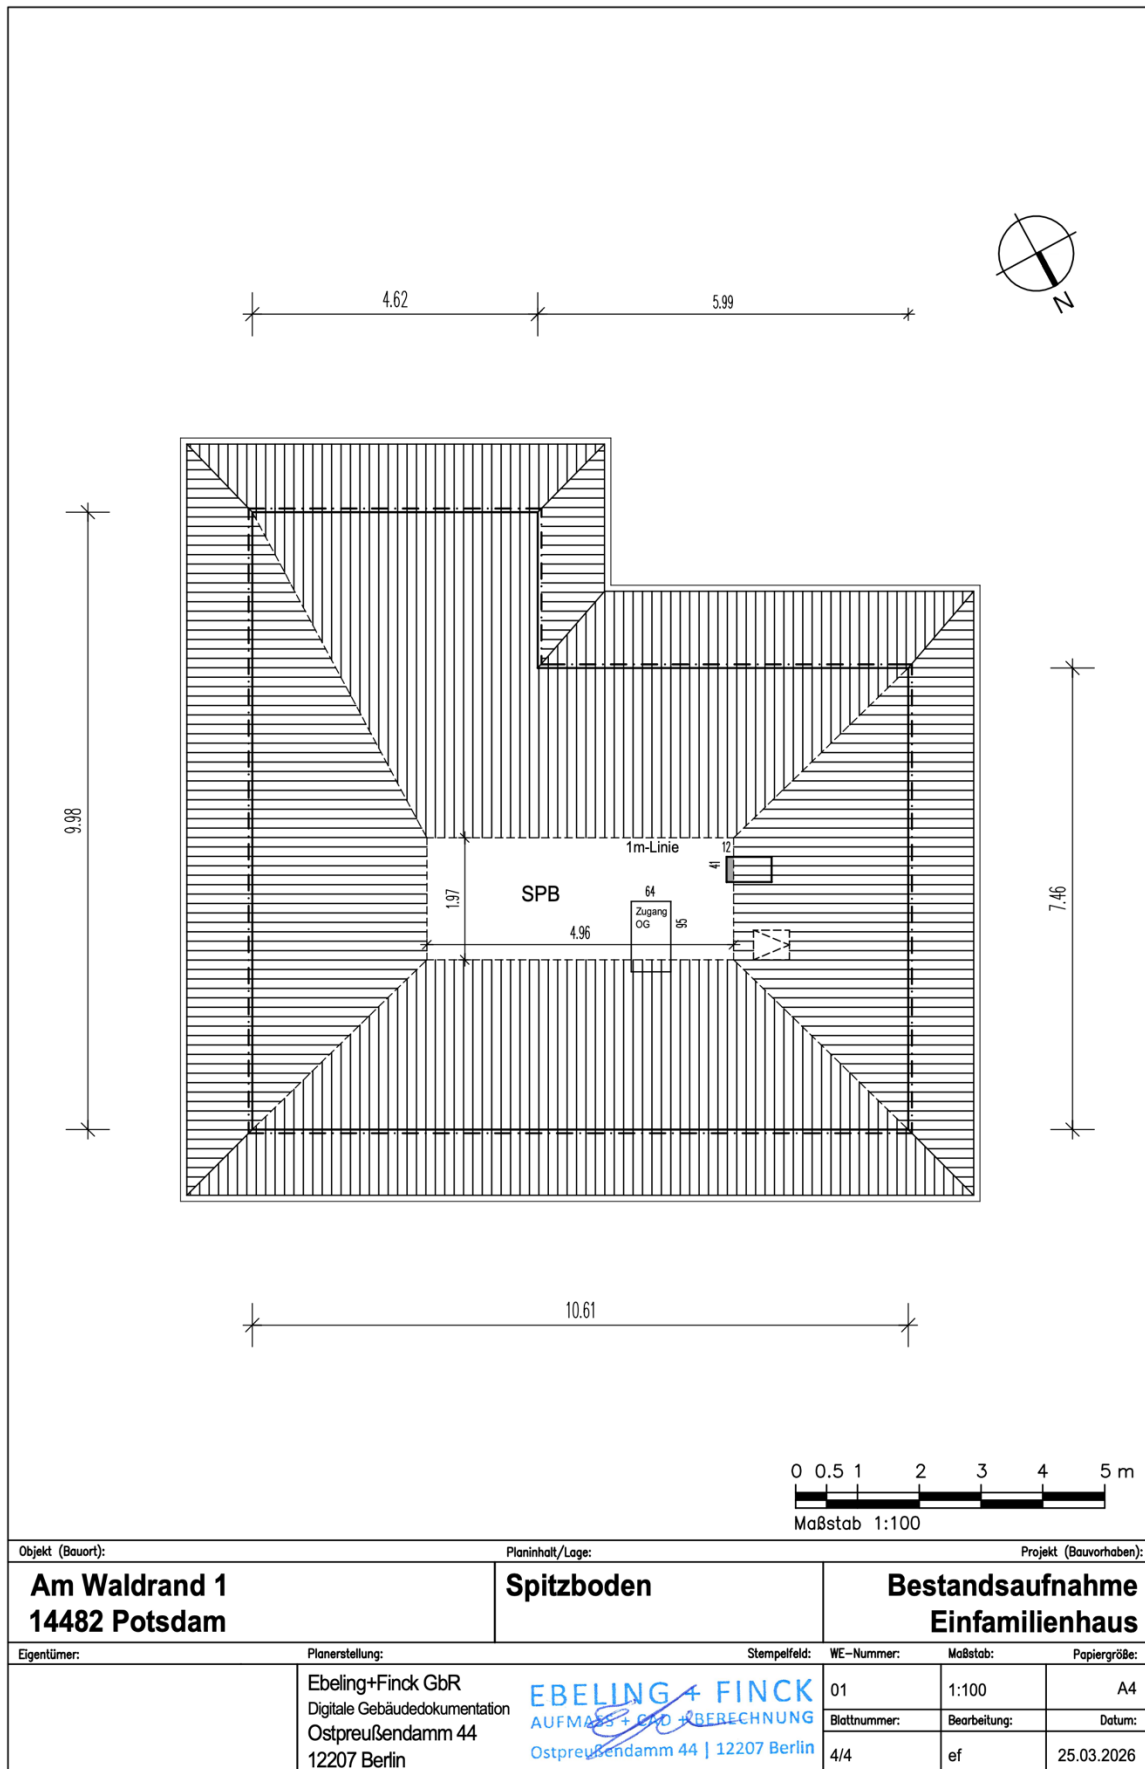 N
4.62
5.99
9.98
1m-Linie
12
41
SPB
1.97
64
Zugang
OG
95
4.96
7.46
10.61
0 0.5 1 2 3 4 5 m
Maßstab 1:100
Objekt (Bauort):
Am Waldrand 1
14482 Potsdam
Planinhalt/Lage:
Spitzboden
Projekt (Bauvorhaben):
Bestandsaufnahme
Einfamilienhaus
Eigentümer:
Planerstellung:
Ebeling+Finck GbR
Digitale Gebäudedokumentation
Ostpreußendamm 44
12207 Berlin
Stempelfeld:
EBELING + FINCK
AUFMASS + CAD + BERECHNUNG
Ostpreußendamm 44 | 12207 Berlin
WE-Nummer:
01
Maßstab:
1:100
Papiergröße:
A4
Blattnummer:
4/4
Bearbeitung:
ef
Datum:
25.03.2026